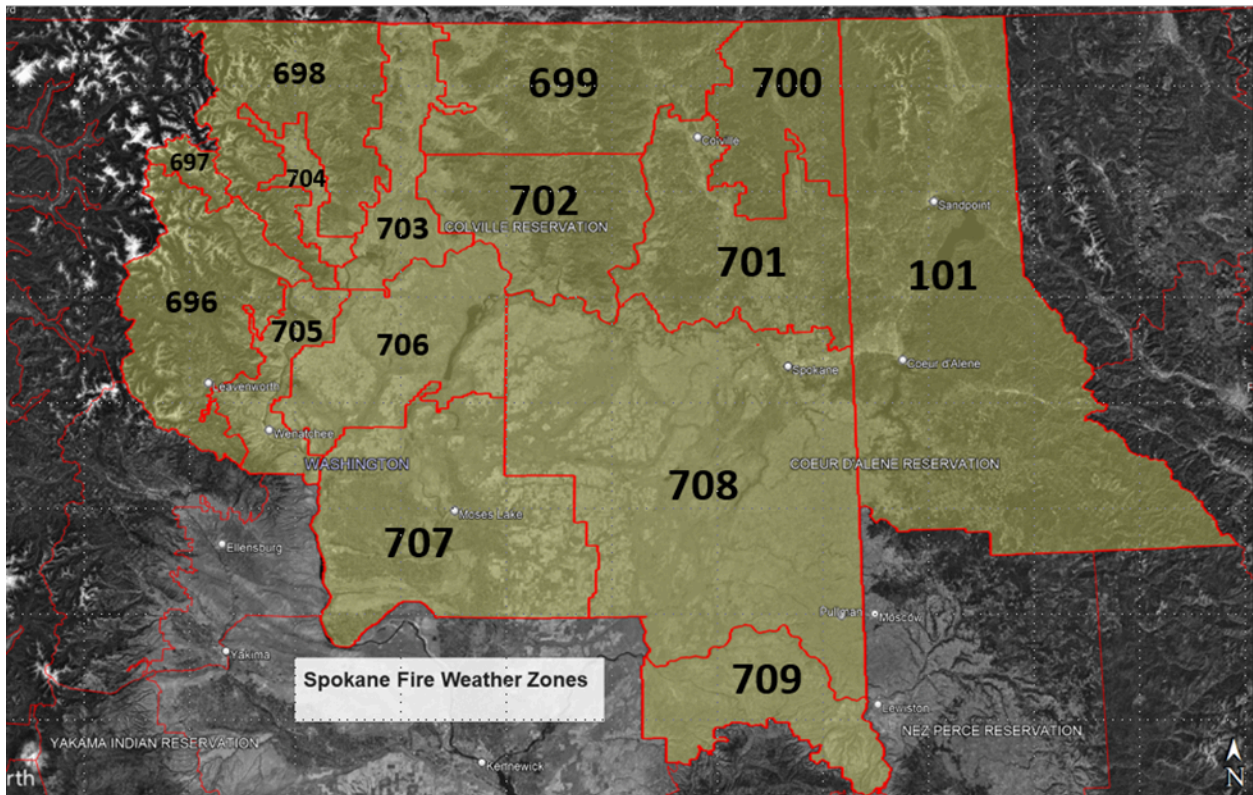 698
699
700
697
704
Colville
702
COLVILLE RESERVATION
703
Sandpoint
701
101
696
705
706
Leavenworth
Spokane
Coeur d'Alene
Wenatchee
WASHINGTON
COEUR D'ALENE RESERVATION
708
Moses Lake
707
Ellensburg
Pullman
Moscow
Yakima
Spokane Fire Weather Zones
709
Lewiston
NEZ PERCE RESERVATION
YAKAMA INDIAN RESERVATION
Kennewick
rth
N